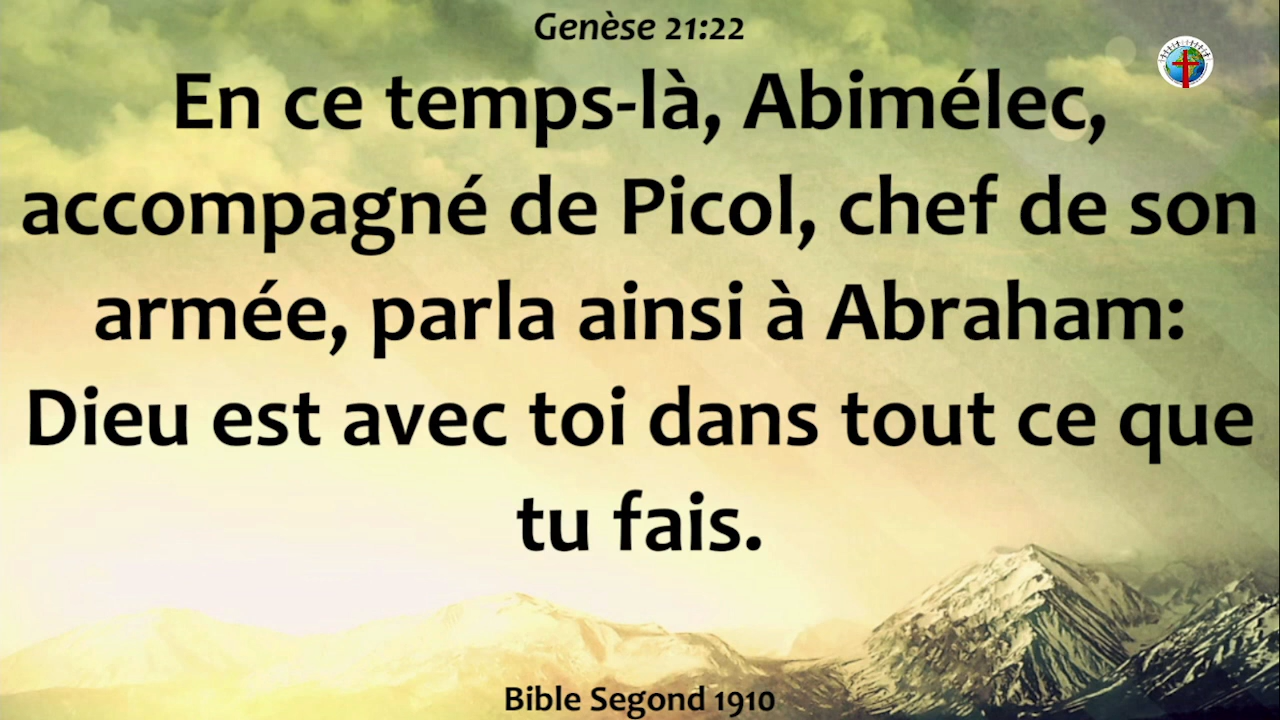 Genèse 21:22
En ce temps-là, Abimélec,
accompagné de Picol, chef de son
armée, parla ainsi à Abraham:
Dieu est avec toi dans tout ce que
tu fais.
Bible Segond 1910